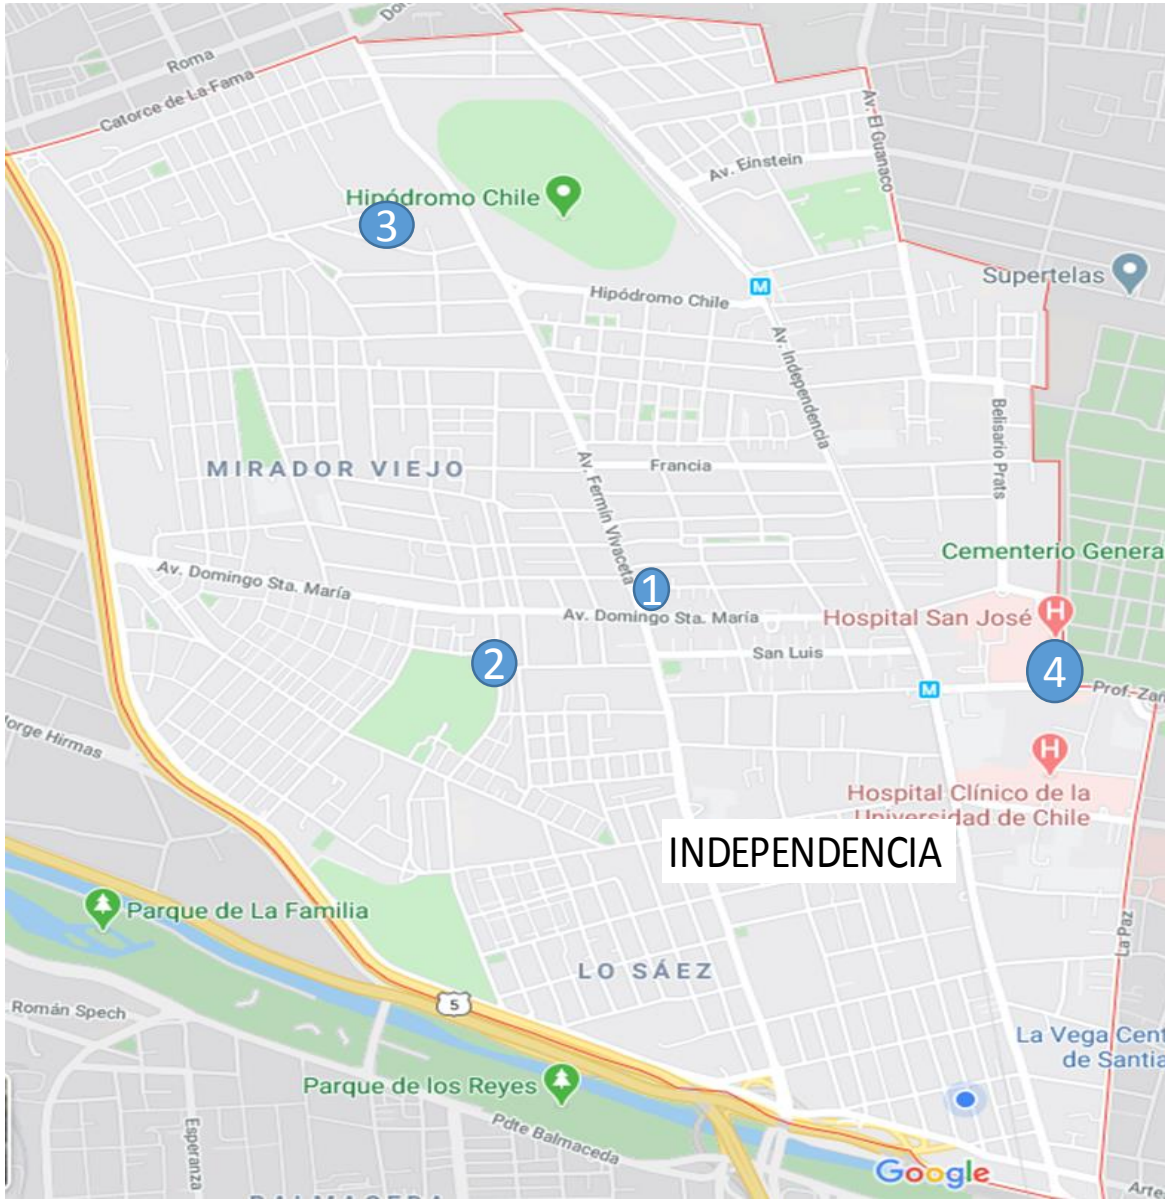 Roma
Catorce de La Fama
Av. El Guanaco
Av. Einstein
Hipódromo Chile
3
Supertelas
M
Hipódromo Chile
Av. Independencia
Belisario Prats
MIRADOR VIEJO
Francia
Av. Fermín Vivaceta
Cementerio Genera
Av. Domingo Sta. María
1
Av. Domingo Sta. María
Hospital San José
H
2
San Luis
4
M
Prof. Zañ
Jorge Hirmas
H
Hospital Clínico de la
Universidad de Chile
INDEPENDENCIA
Parque de La Familia
La Paz
LO SÁEZ
5
Román Spech
La Vega Cent
de Santia
Parque de los Reyes
Esperanza
Pdte Balmaceda
Google